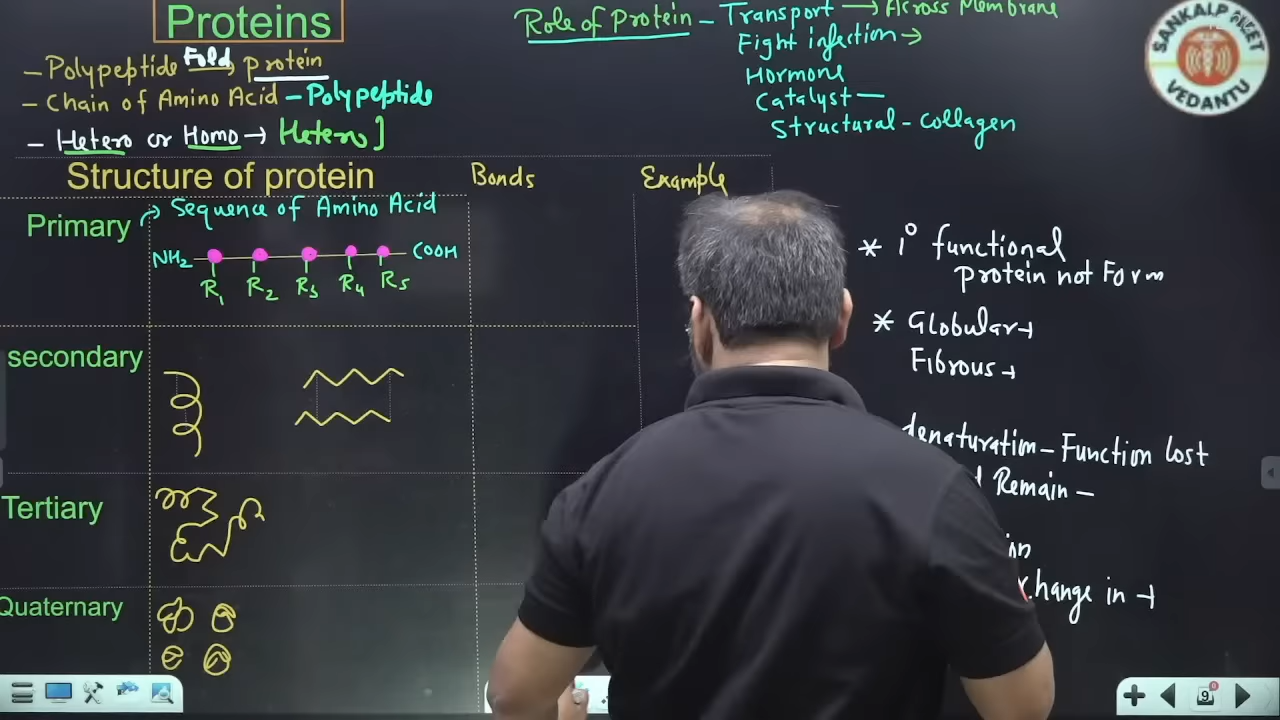 Proteins
– Polypeptide Fold → protein
– Chain of Amino Acid – Polypeptide
– Hetero or Homo → Hetero]
Role of Protein – Transport → Across Membrane
Fight infection →
Hormone
Catalyst —
Structural - Collagen
SANKALP NEET
VEDANTU
Structure of protein Bonds Example
Primary → Sequence of Amino Acid
NH₂ COOH
R₁ R₂ R₃ R₄ R₅
secondary
Tertiary
Quaternary
* 1° functional
protein not Form
* Globular →
Fibrous →
denaturation – Function lost
Remain –
change in →
9